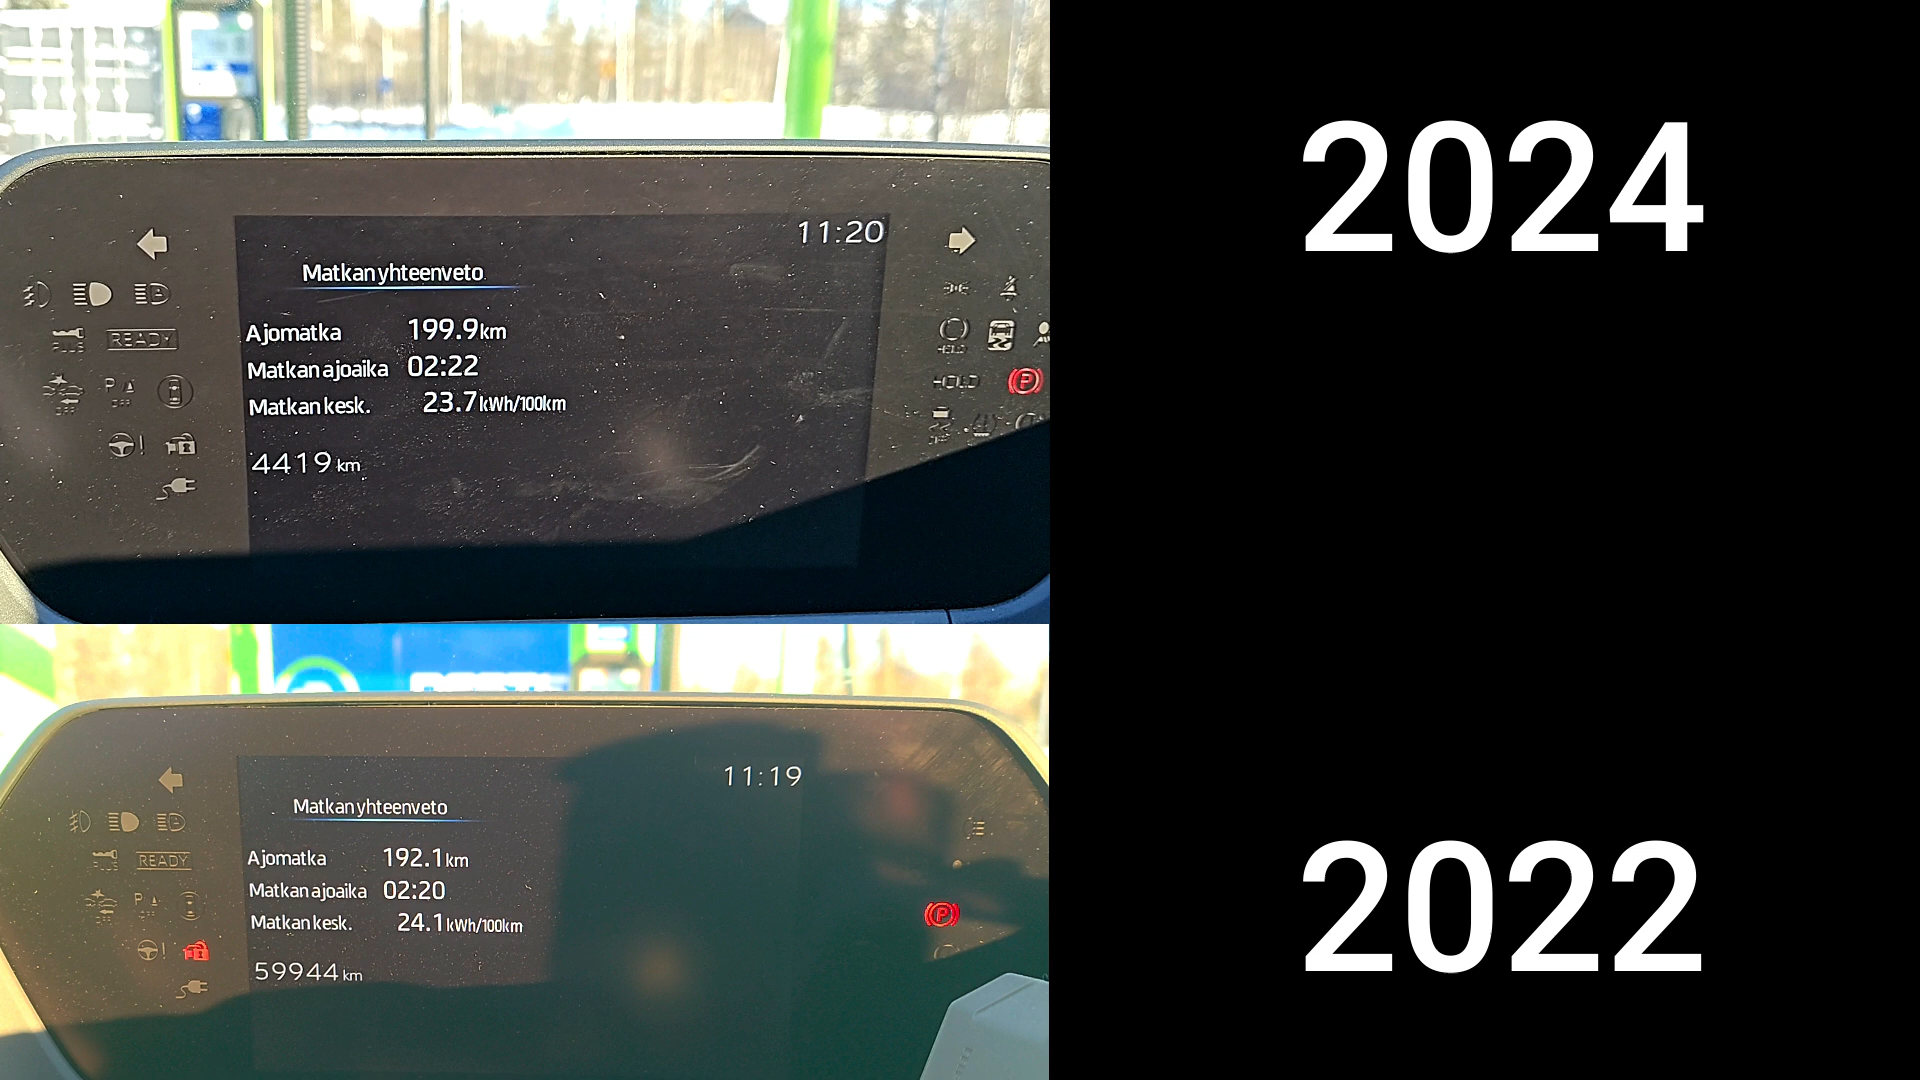 2024
11:20
Matkan yhteenveto
READY
Ajomatka 199.9 km
Matkan ajoaika 02:22
Matkan kesk. 23.7 kWh/100km
HOLD
4419 km
2022
11:19
Matkan yhteenveto
READY
Ajomatka 192.1 km
Matkan ajoaika 02:20
Matkan kesk. 24.1 kWh/100km
59944 km